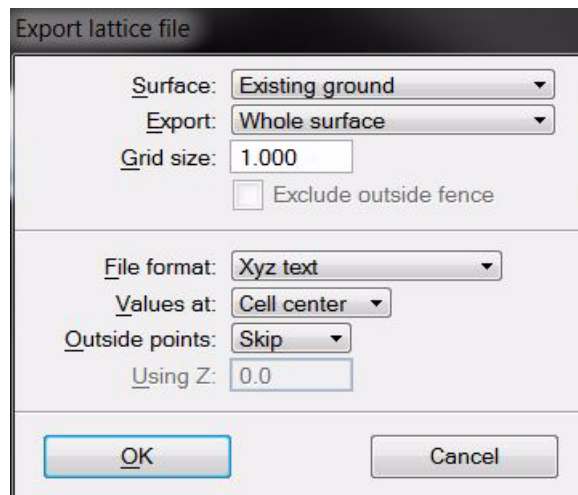 Export lattice file
Surface: Existing ground
Export: Whole surface
Grid size: 1.000
Exclude outside fence
File format: Xyz text
Values at: Cell center
Outside points: Skip
Using Z: 0.0
OK Cancel